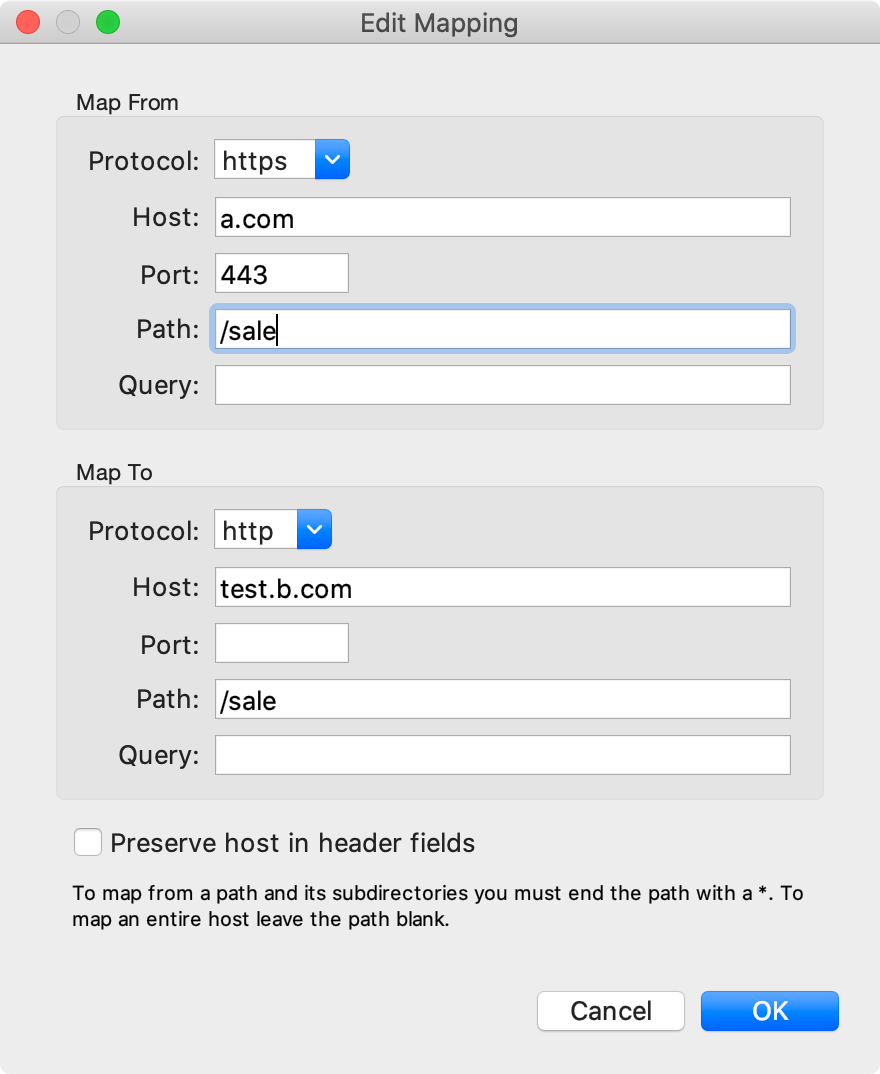 Edit Mapping
Map From
Protocol: https
Host: a.com
Port: 443
Path: /sale
Query:
Map To
Protocol: http
Host: test.b.com
Port:
Path: /sale
Query:
Preserve host in header fields
To map from a path and its subdirectories you must end the path with a *. To
map an entire host leave the path blank.
Cancel OK